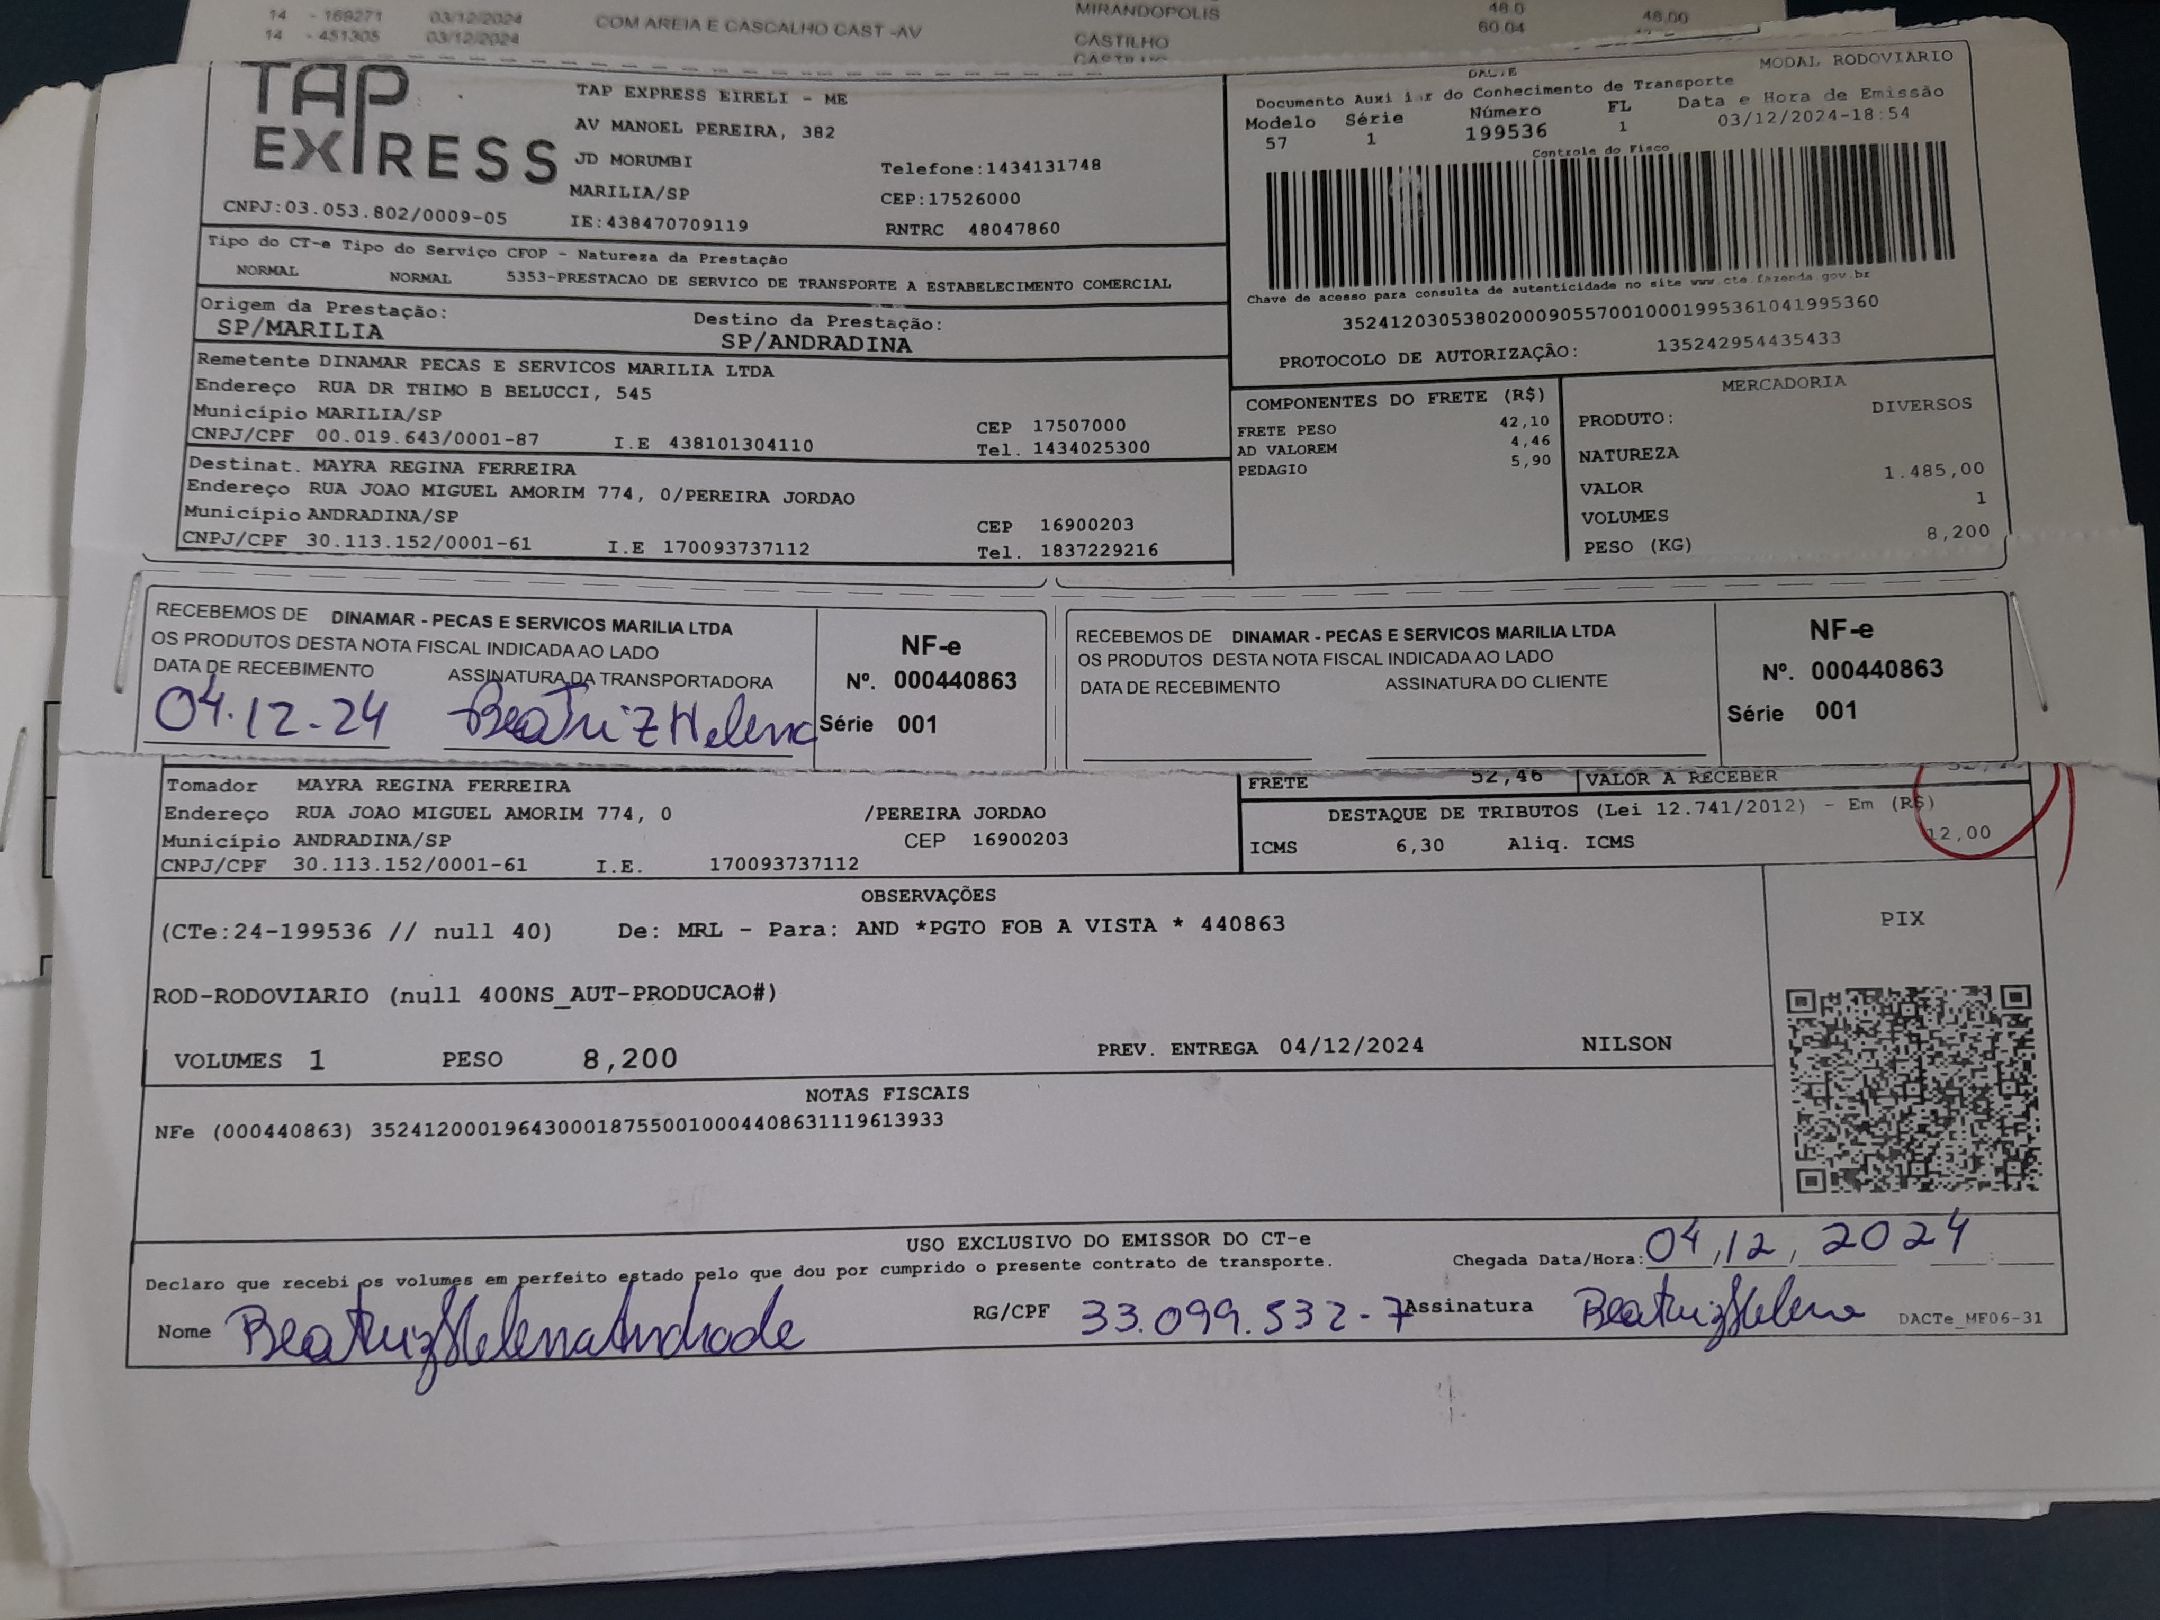 14 - 169271 03/12/2024 MIRANDOPOLIS 48.0 48.00
14 - 451305 03/12/2024 COM AREIA E CASCALHO CAST -AV CASTILHO 60.04
TAP EXPRESS
TAP EXPRESS EIRELI - ME
AV MANOEL PEREIRA, 382
JD MORUMBI Telefone:1434131748
MARILIA/SP CEP:17526000
CNPJ:03.053.802/0009-05 IE:438470709119 RNTRC 48047860
DACTE MODAL RODOVIARIO
Documento Auxi iar do Conhecimento de Transporte
Modelo Série Número FL Data e Hora de Emissão
57 1 199536 1 03/12/2024-18:54
Controle do Fisco
Chave de acesso para consulta de autenticidade no site www.cte.fazenda.gov.br
35241203053802000905570010001995361041995360
PROTOCOLO DE AUTORIZAÇÃO: 135242954435433
Tipo do CT-e Tipo do Serviço CFOP - Natureza da Prestação
NORMAL NORMAL 5353-PRESTACAO DE SERVICO DE TRANSPORTE A ESTABELECIMENTO COMERCIAL
Origem da Prestação: Destino da Prestação:
SP/MARILIA SP/ANDRADINA
Remetente DINAMAR PECAS E SERVICOS MARILIA LTDA
Endereço RUA DR THIMO B BELUCCI, 545
Município MARILIA/SP CEP 17507000
CNPJ/CPF 00.019.643/0001-87 I.E 438101304110 Tel. 1434025300
Destinat. MAYRA REGINA FERREIRA
Endereço RUA JOAO MIGUEL AMORIM 774, 0/PEREIRA JORDAO
Município ANDRADINA/SP CEP 16900203
CNPJ/CPF 30.113.152/0001-61 I.E 170093737112 Tel. 1837229216
COMPONENTES DO FRETE (R$)
FRETE PESO 42,10
AD VALOREM 4,46
PEDAGIO 5,90
MERCADORIA
PRODUTO: DIVERSOS
NATUREZA
VALOR 1.485,00
VOLUMES 1
PESO (KG) 8,200
RECEBEMOS DE DINAMAR - PECAS E SERVICOS MARILIA LTDA
OS PRODUTOS DESTA NOTA FISCAL INDICADA AO LADO
DATA DE RECEBIMENTO ASSINATURA DA TRANSPORTADORA
04.12-24 Beatriz Helena
NF-e
Nº. 000440863
Série 001
RECEBEMOS DE DINAMAR - PECAS E SERVICOS MARILIA LTDA
OS PRODUTOS DESTA NOTA FISCAL INDICADA AO LADO
DATA DE RECEBIMENTO ASSINATURA DO CLIENTE
NF-e
Nº. 000440863
Série 001
Tomador MAYRA REGINA FERREIRA
Endereço RUA JOAO MIGUEL AMORIM 774, 0 /PEREIRA JORDAO
Município ANDRADINA/SP CEP 16900203
CNPJ/CPF 30.113.152/0001-61 I.E. 170093737112
FRETE 52,46 VALOR A RECEBER
DESTAQUE DE TRIBUTOS (Lei 12.741/2012) - Em (R$)
ICMS 6,30 Aliq. ICMS 12,00
OBSERVAÇÕES
(CTe:24-199536 // null 40) De: MRL - Para: AND *PGTO FOB A VISTA * 440863
PIX
ROD-RODOVIARIO (null 400NS_AUT-PRODUCAO#)
VOLUMES 1 PESO 8,200 PREV. ENTREGA 04/12/2024 NILSON
NOTAS FISCAIS
NFe (000440863) 35241200019643000187550010004408631119613933
USO EXCLUSIVO DO EMISSOR DO CT-e
Declaro que recebi os volumes em perfeito estado pelo que dou por cumprido o presente contrato de transporte.
Chegada Data/Hora: 04/12/2024 :
Nome Beatriz Helena Andrade RG/CPF 33.099.532-7 Assinatura Beatriz Helena DACTe_MF06-31